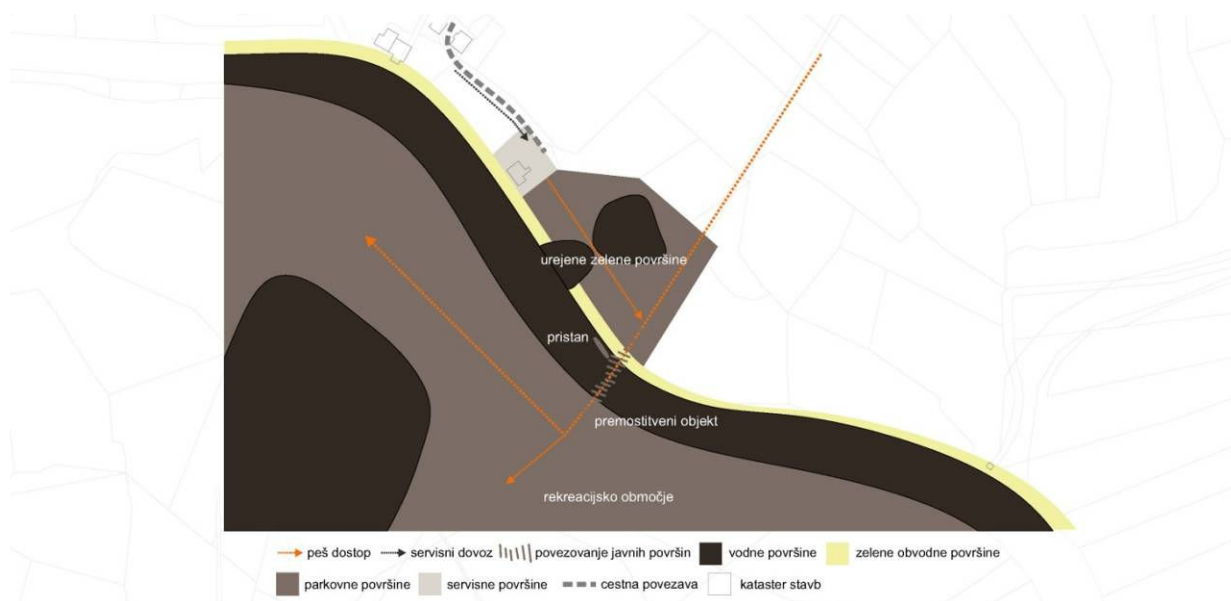 urejene zelene površine
pristan
premostitveni objekt
rekreacijsko območje
peš dostop servisni dovoz povezovanje javnih površin vodne površine zelene obvodne površine
parkovne površine servisne površine cestna povezava kataster stavb